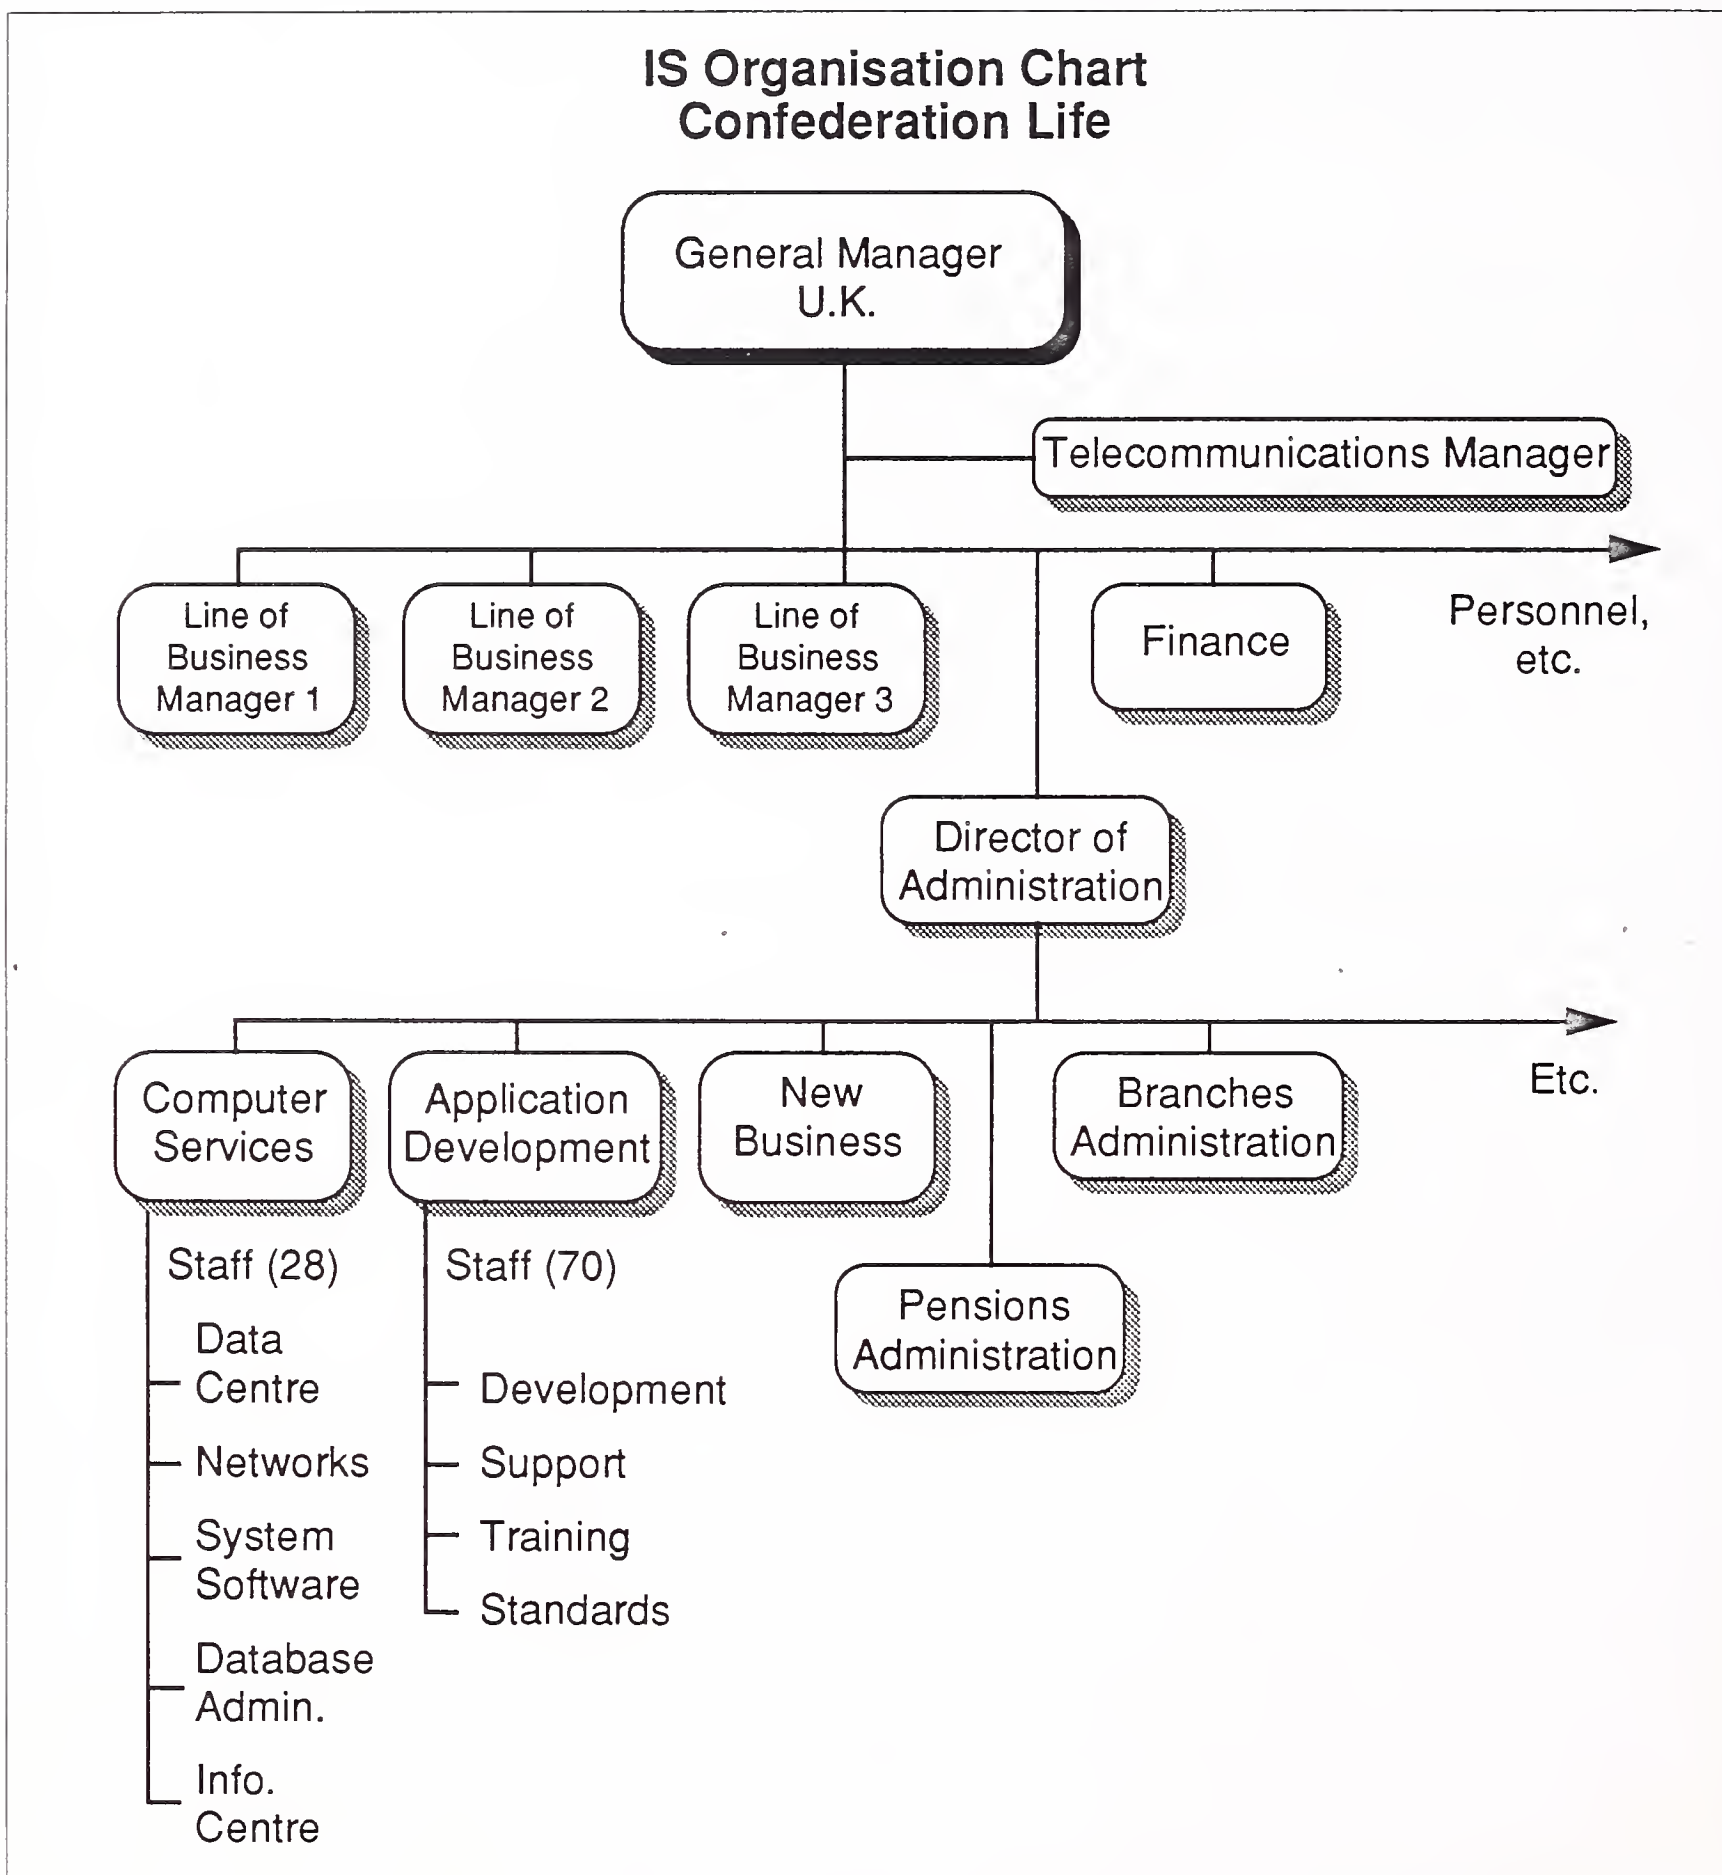 IS Organisation Chart
Confederation Life
General Manager
U.K.
Telecommunications Manager
Line of
Business
Manager 1
Line of
Business
Manager 2
Line of
Business
Manager 3
Finance
Personnel,
etc.
Director of
Administration
Computer
Services
Application
Development
New
Business
Branches
Administration
Etc.
Pensions
Administration
Staff (28)
Data
Centre
Networks
System
Software
Database
Admin.
Info.
Centre
Staff (70)
Development
Support
Training
Standards